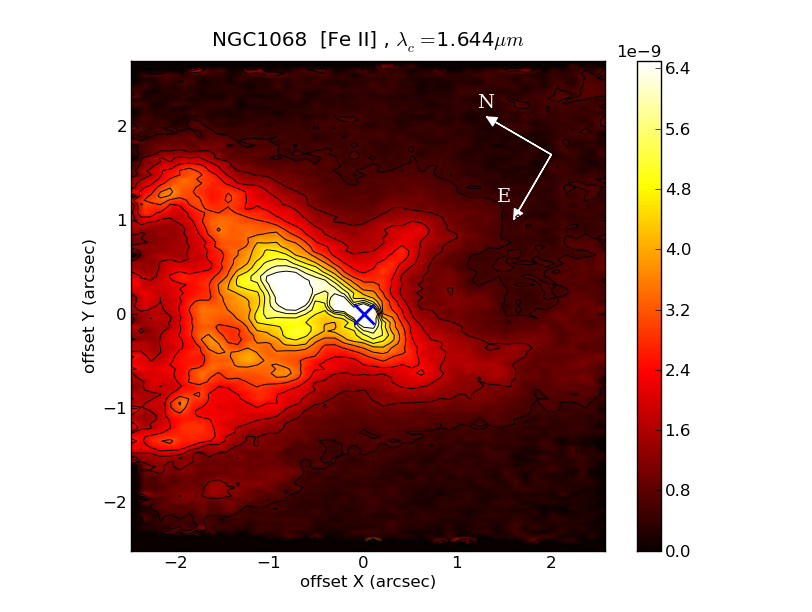 NGC1068 [Fe II] , λc =1.644μm
1e−9
N
E
6.4
5.6
4.8
4.0
3.2
2.4
1.6
0.8
0.0
offset Y (arcsec)
2
1
0
−1
−2
−2 −1 0 1 2
offset X (arcsec)